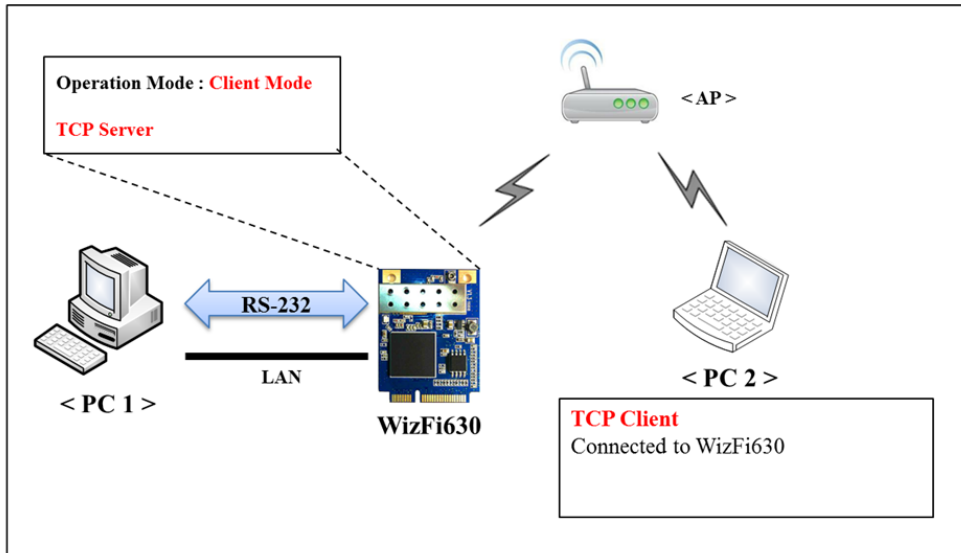 Operation Mode : Client Mode
TCP Server
< AP >
RS-232
LAN
< PC 1 >
WizFi630
< PC 2 >
TCP Client
Connected to WizFi630